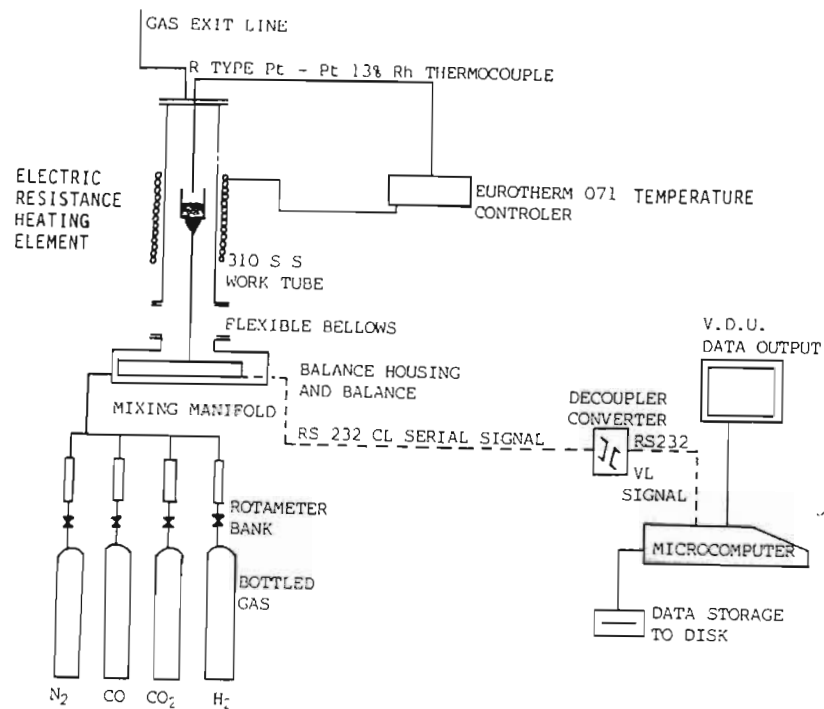 GAS EXIT LINE
R TYPE Pt - Pt 13% Rh THERMOCOUPLE
ELECTRIC
RESISTANCE
HEATING
ELEMENT
EUROTHERM 071 TEMPERATURE
CONTROLER
310 S S
WORK TUBE
FLEXIBLE BELLOWS
V.D.U.
DATA OUTPUT
BALANCE HOUSING
AND BALANCE
MIXING MANIFOLD
DECOUPLER
CONVERTER
RS 232 CL SERIAL SIGNAL
RS232
VL
SIGNAL
ROTAMETER
BANK
MICROCOMPUTER
BOTTLED
GAS
DATA STORAGE
TO DISK
N2 CO CO2 H2